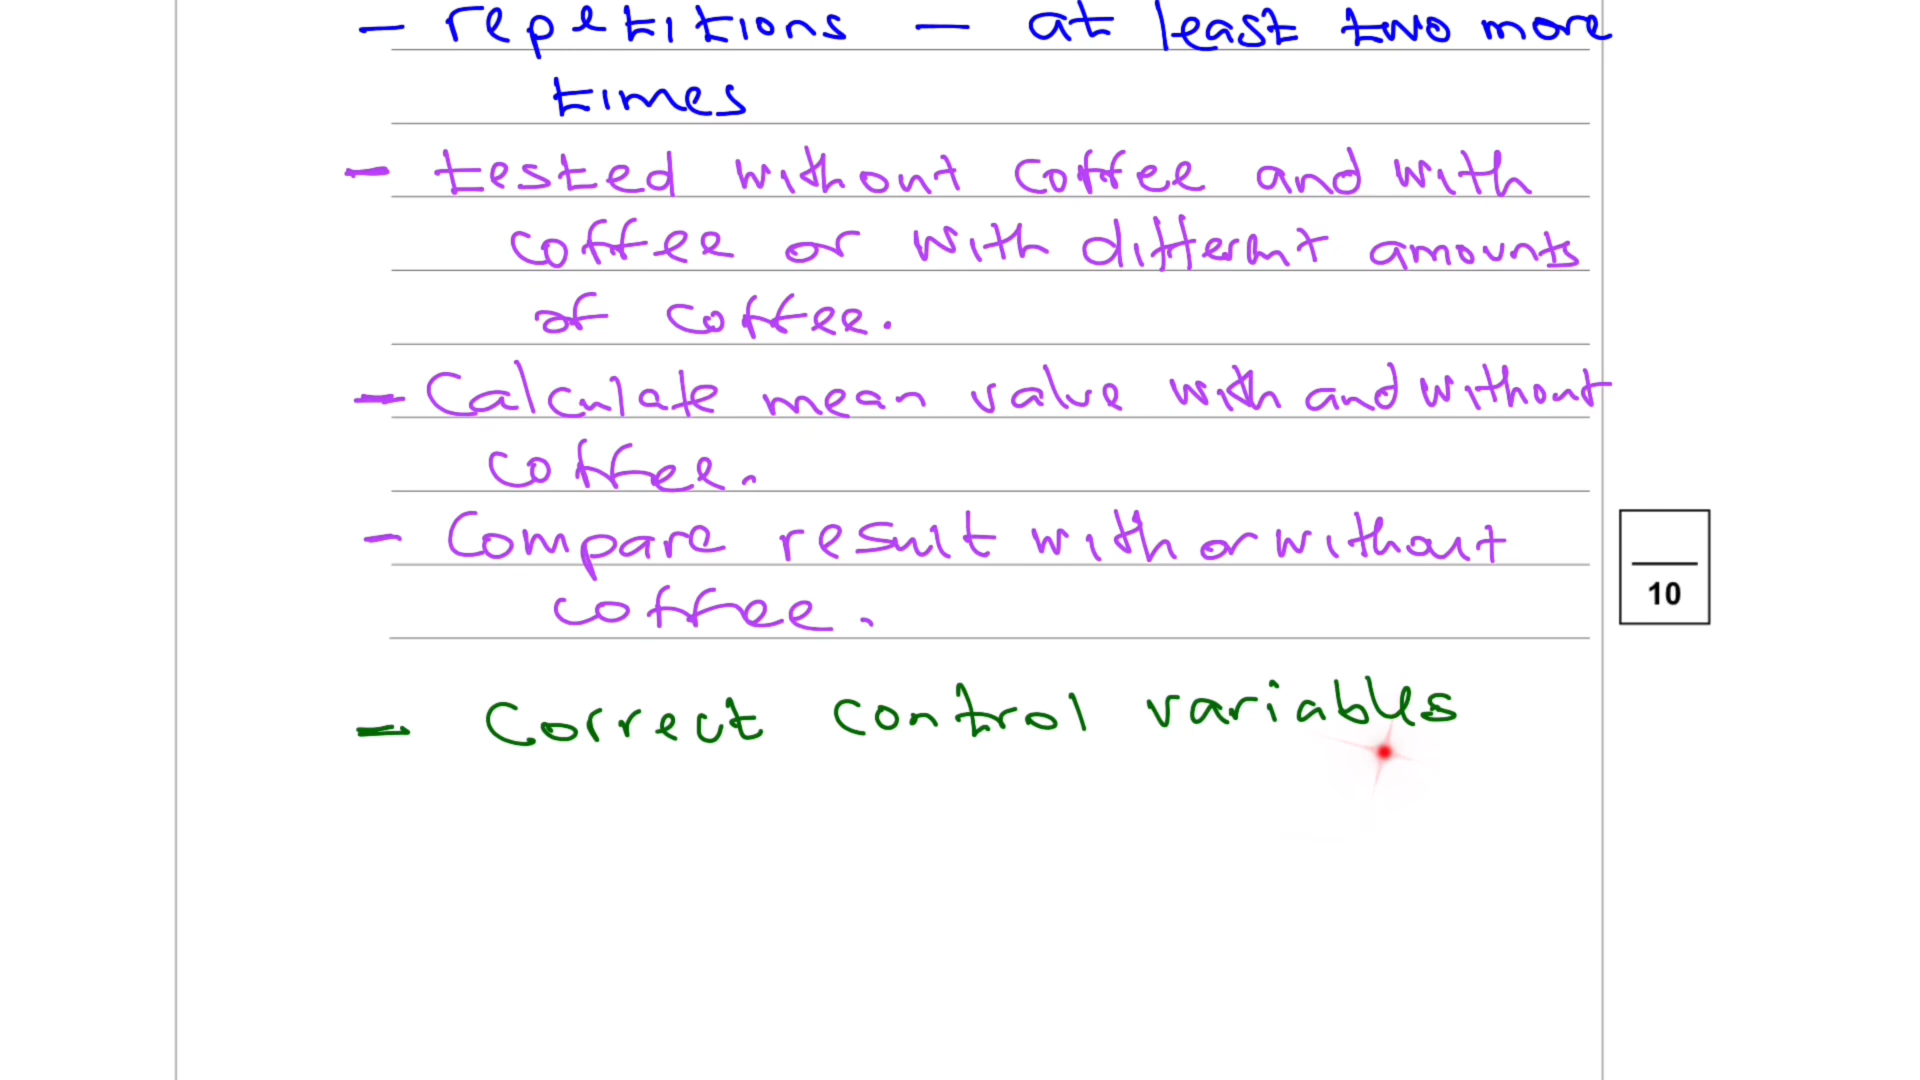 - repetitions - at least two more
times
- tested without coffee and with
coffee or with different amounts
of coffee.
- Calculate mean value with and without
coffee.
- Compare result with or without
coffee.
10
- Correct control variables